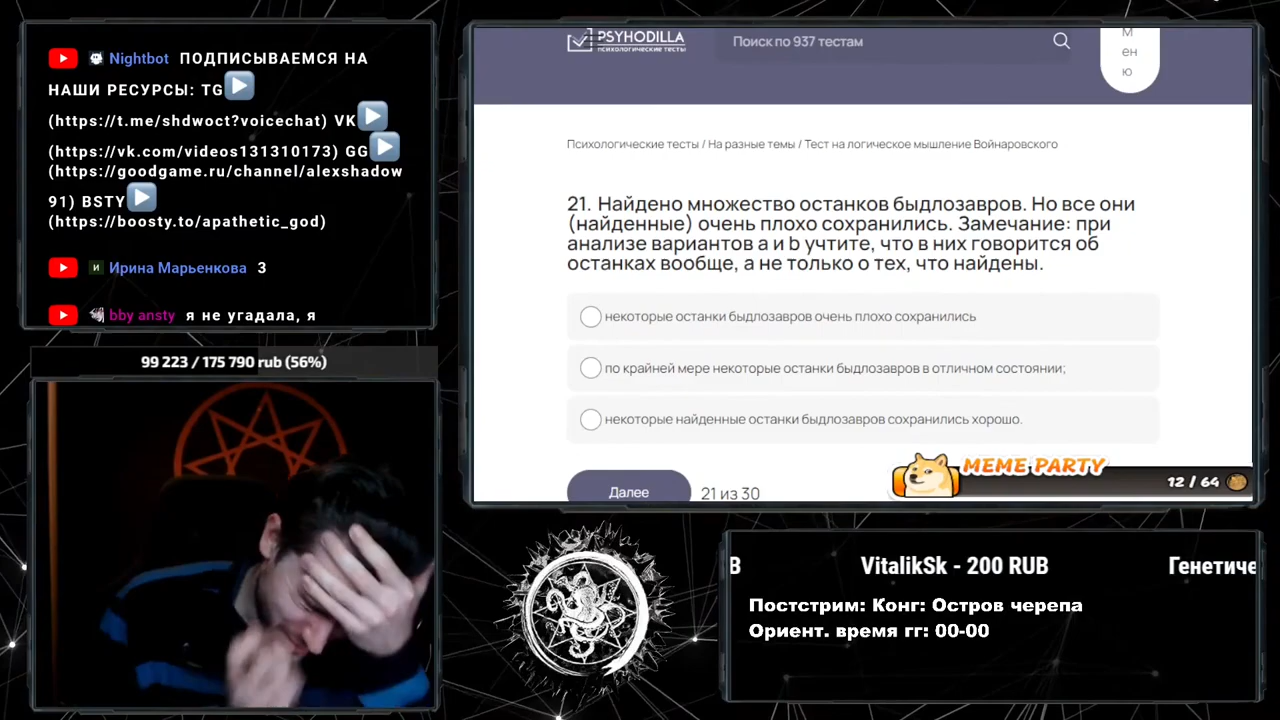 Nightbot ПОДПИСЫВАЕМСЯ НА
НАШИ РЕСУРСЫ: TG
(https://t.me/shdwoct?voicechat) VK
(https://vk.com/videos131310173) GG
(https://goodgame.ru/channel/alexshadow
91) BSTY
(https://boosty.to/apathetic_god)
и Ирина Марьенкова 3
bby ansty я не угадала, я
99 223 / 175 790 rub (56%)
PSYHODILLA
ПСИХОЛОГИЧЕСКИЕ ТЕСТЫ
Поиск по 937 тестам
М
ен
ю
Психологические тесты / На разные темы / Тест на логическое мышление Войнаровского
21. Найдено множество останков быдлозавров. Но все они
(найденные) очень плохо сохранились. Замечание: при
анализе вариантов a и b учтите, что в них говорится об
останках вообще, а не только о тех, что найдены.
некоторые останки быдлозавров очень плохо сохранились
по крайней мере некоторые останки быдлозавров в отличном состоянии;
некоторые найденные останки быдлозавров сохранились хорошо.
Далее
21 из 30
MEME PARTY
12 / 64
В VitalikSk - 200 RUB Генетиче
Постстрим: Конг: Остров черепа
Ориент. время гг: 00-00